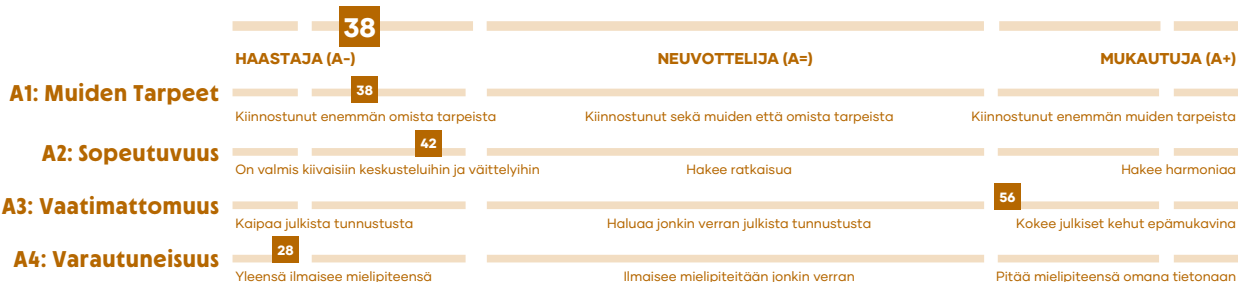 38
HAASTAJA (A-) NEUVOTTELIJA (A=) MUKAUTUJA (A+)
A1: Muiden Tarpeet 38
Kiinnostunut enemmän omista tarpeista Kiinnostunut sekä muiden että omista tarpeista Kiinnostunut enemmän muiden tarpeista
A2: Sopeutuvuus 42
On valmis kiivaisiin keskusteluihin ja väittelyihin Hakee ratkaisua Hakee harmoniaa
A3: Vaatimattomuus 56
Kaipaa julkista tunnustusta Haluaa jonkin verran julkista tunnustusta Kokee julkiset kehut epämukavina
A4: Varautuneisuus 28
Yleensä ilmaisee mielipiteensä Ilmaisee mielipiteitään jonkin verran Pitää mielipiteensä omana tietonaan